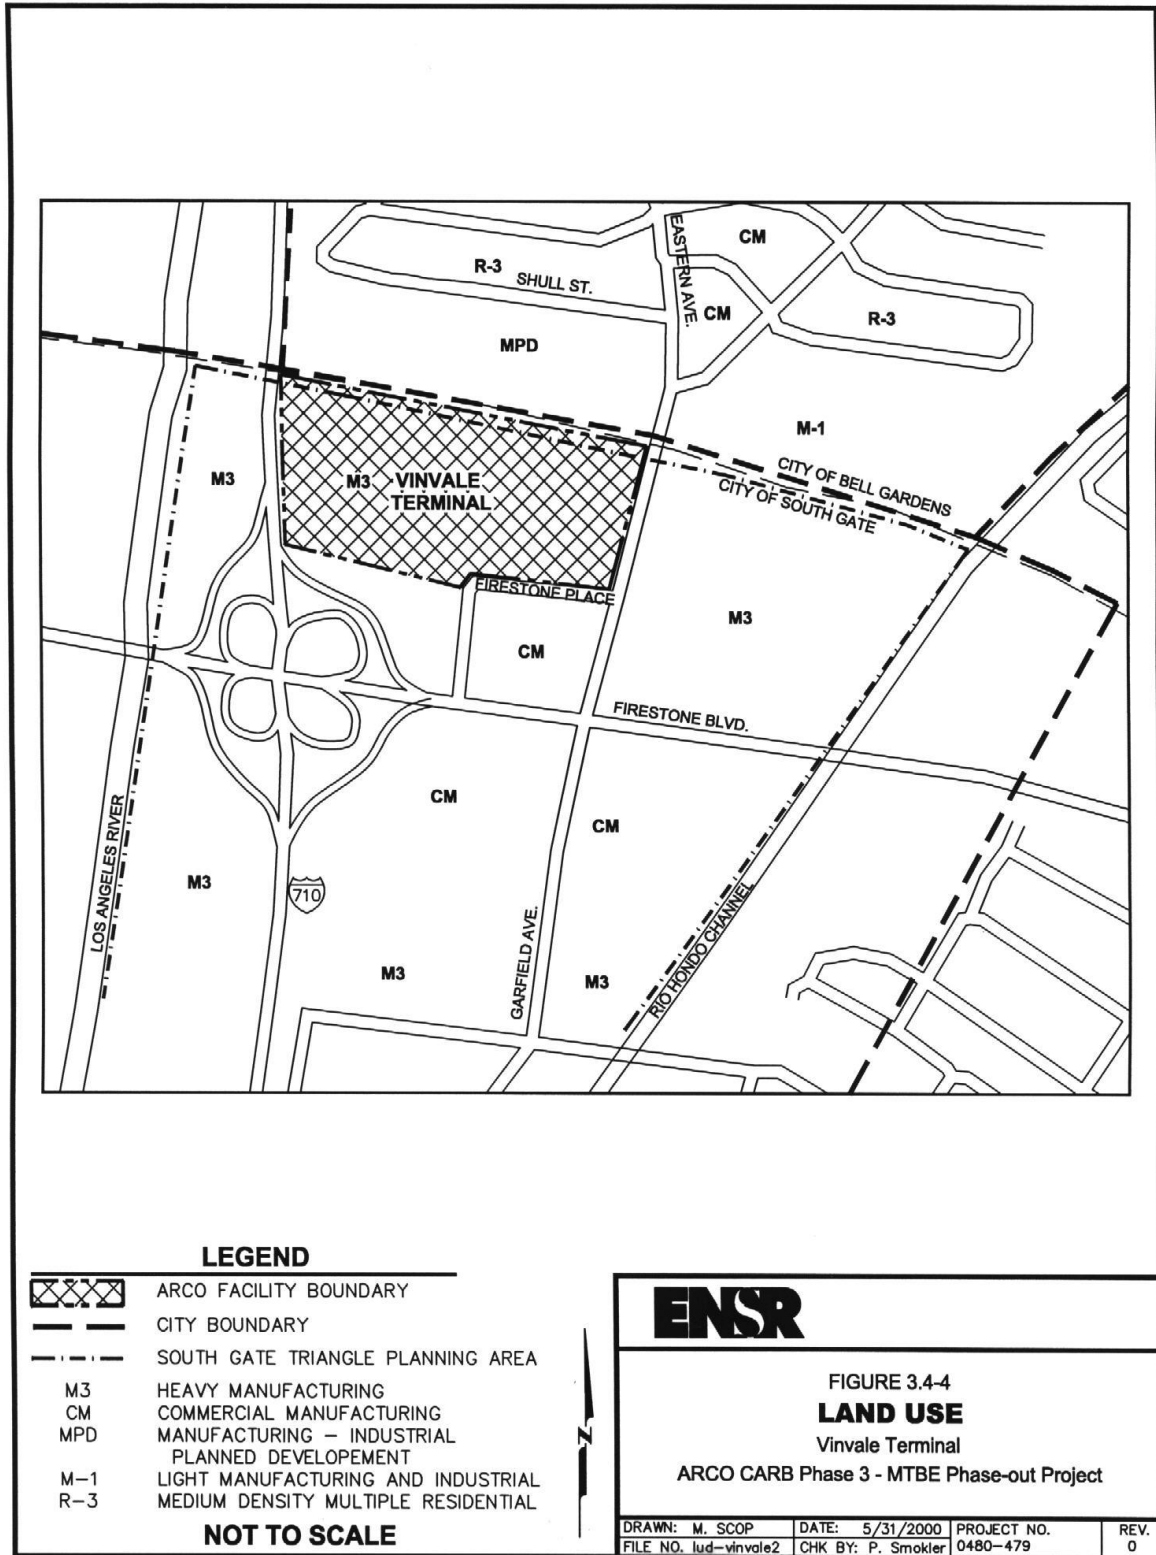 EASTERN AVE.
CM
R-3
SHULL ST.
CM
R-3
MPD
M-1
CITY OF BELL GARDENS
CITY OF SOUTH GATE
M3
M3 VINVALE
TERMINAL
FIRESTONE PLACE
M3
CM
FIRESTONE BLVD.
CM
CM
LOS ANGELES RIVER
M3
710
GARFIELD AVE.
RIO HONDO CHANNEL
M3
M3
LEGEND
ARCO FACILITY BOUNDARY
CITY BOUNDARY
SOUTH GATE TRIANGLE PLANNING AREA
M3 HEAVY MANUFACTURING
CM COMMERCIAL MANUFACTURING
MPD MANUFACTURING – INDUSTRIAL
PLANNED DEVELOPEMENT
M–1 LIGHT MANUFACTURING AND INDUSTRIAL
R–3 MEDIUM DENSITY MULTIPLE RESIDENTIAL
NOT TO SCALE
N
ENSR
FIGURE 3.4-4
LAND USE
Vinvale Terminal
ARCO CARB Phase 3 - MTBE Phase-out Project
DRAWN: M. SCOP DATE: 5/31/2000 PROJECT NO. REV.
FILE NO. lud–vinvale2 CHK BY: P. Smokler 0480–479 0